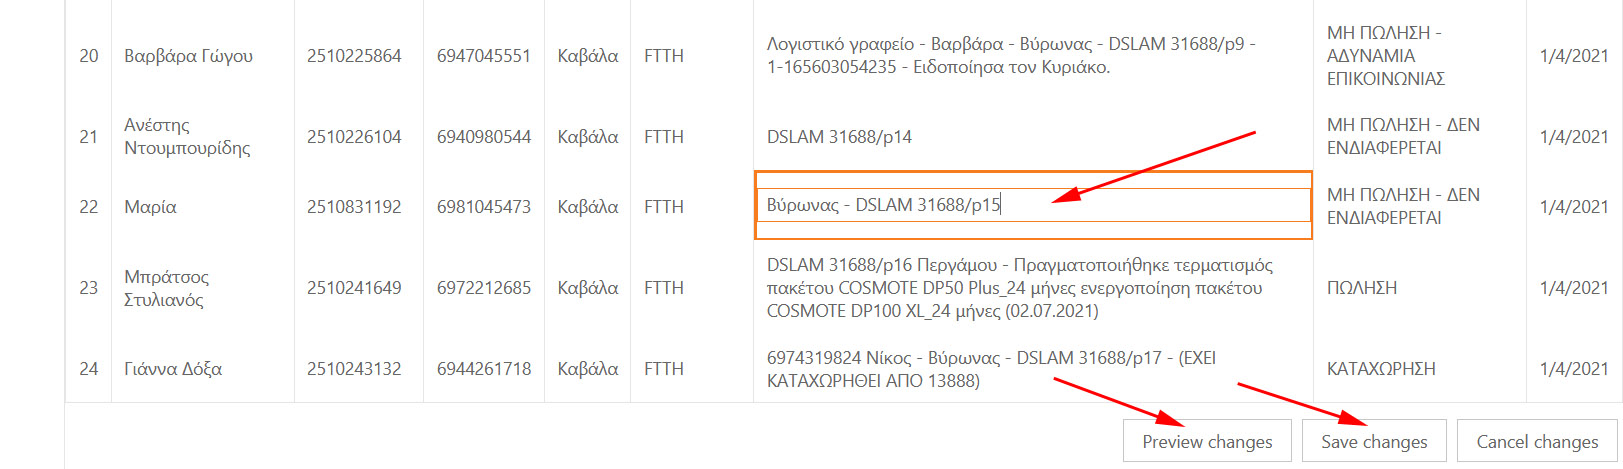 20 Βαρβάρα Γώγου 2510225864 6947045551 Καβάλα FTTH Λογιστικό γραφείο - Βαρβάρα - Βύρωνας - DSLAM 31688/p9 -
1-165603054235 - Ειδοποίησα τον Κυριάκο.
ΜΗ ΠΩΛΗΣΗ -
ΑΔΥΝΑΜΙΑ
ΕΠΙΚΟΙΝΩΝΙΑΣ
1/4/2021
21 Ανέστης
Ντουμπουρίδης
2510226104 6940980544 Καβάλα FTTH DSLAM 31688/p14
ΜΗ ΠΩΛΗΣΗ - ΔΕΝ
ΕΝΔΙΑΦΕΡΕΤΑΙ
1/4/2021
22 Μαρία 2510831192 6981045473 Καβάλα FTTH Βύρωνας - DSLAM 31688/p15
ΜΗ ΠΩΛΗΣΗ - ΔΕΝ
ΕΝΔΙΑΦΕΡΕΤΑΙ
1/4/2021
23 Μπράτσος
Στυλιανός
2510241649 6972212685 Καβάλα FTTH
DSLAM 31688/p16 Περγάμου - Πραγματοποιήθηκε τερματισμός
πακέτου COSMOTE DP50 Plus_24 μήνες ενεργοποίηση πακέτου
COSMOTE DP100 XL_24 μήνες (02.07.2021)
ΠΩΛΗΣΗ 1/4/2021
24 Γιάννα Δόξα 2510243132 6944261718 Καβάλα FTTH
6974319824 Νίκος - Βύρωνας - DSLAM 31688/p17 - (ΕΧΕΙ
ΚΑΤΑΧΩΡΗΘΕΙ ΑΠΟ 13888)
ΚΑΤΑΧΩΡΗΣΗ 1/4/2021
Preview changes Save changes Cancel changes